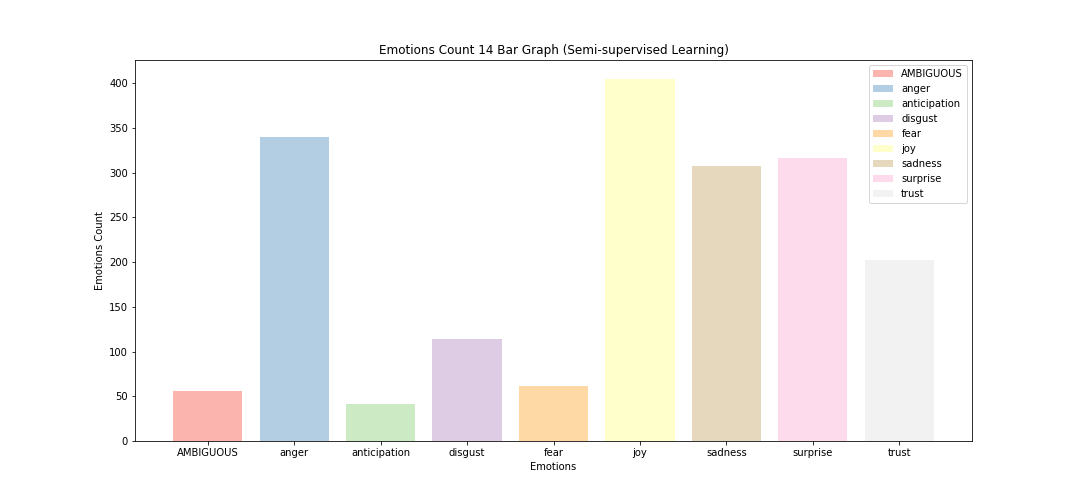 Emotions Count 14 Bar Graph (Semi-supervised Learning)
AMBIGUOUS
anger
anticipation
disgust
fear
joy
sadness
surprise
trust
400
350
300
250
200
150
100
50
0
Emotions Count
AMBIGUOUS anger anticipation disgust fear joy sadness surprise trust
Emotions